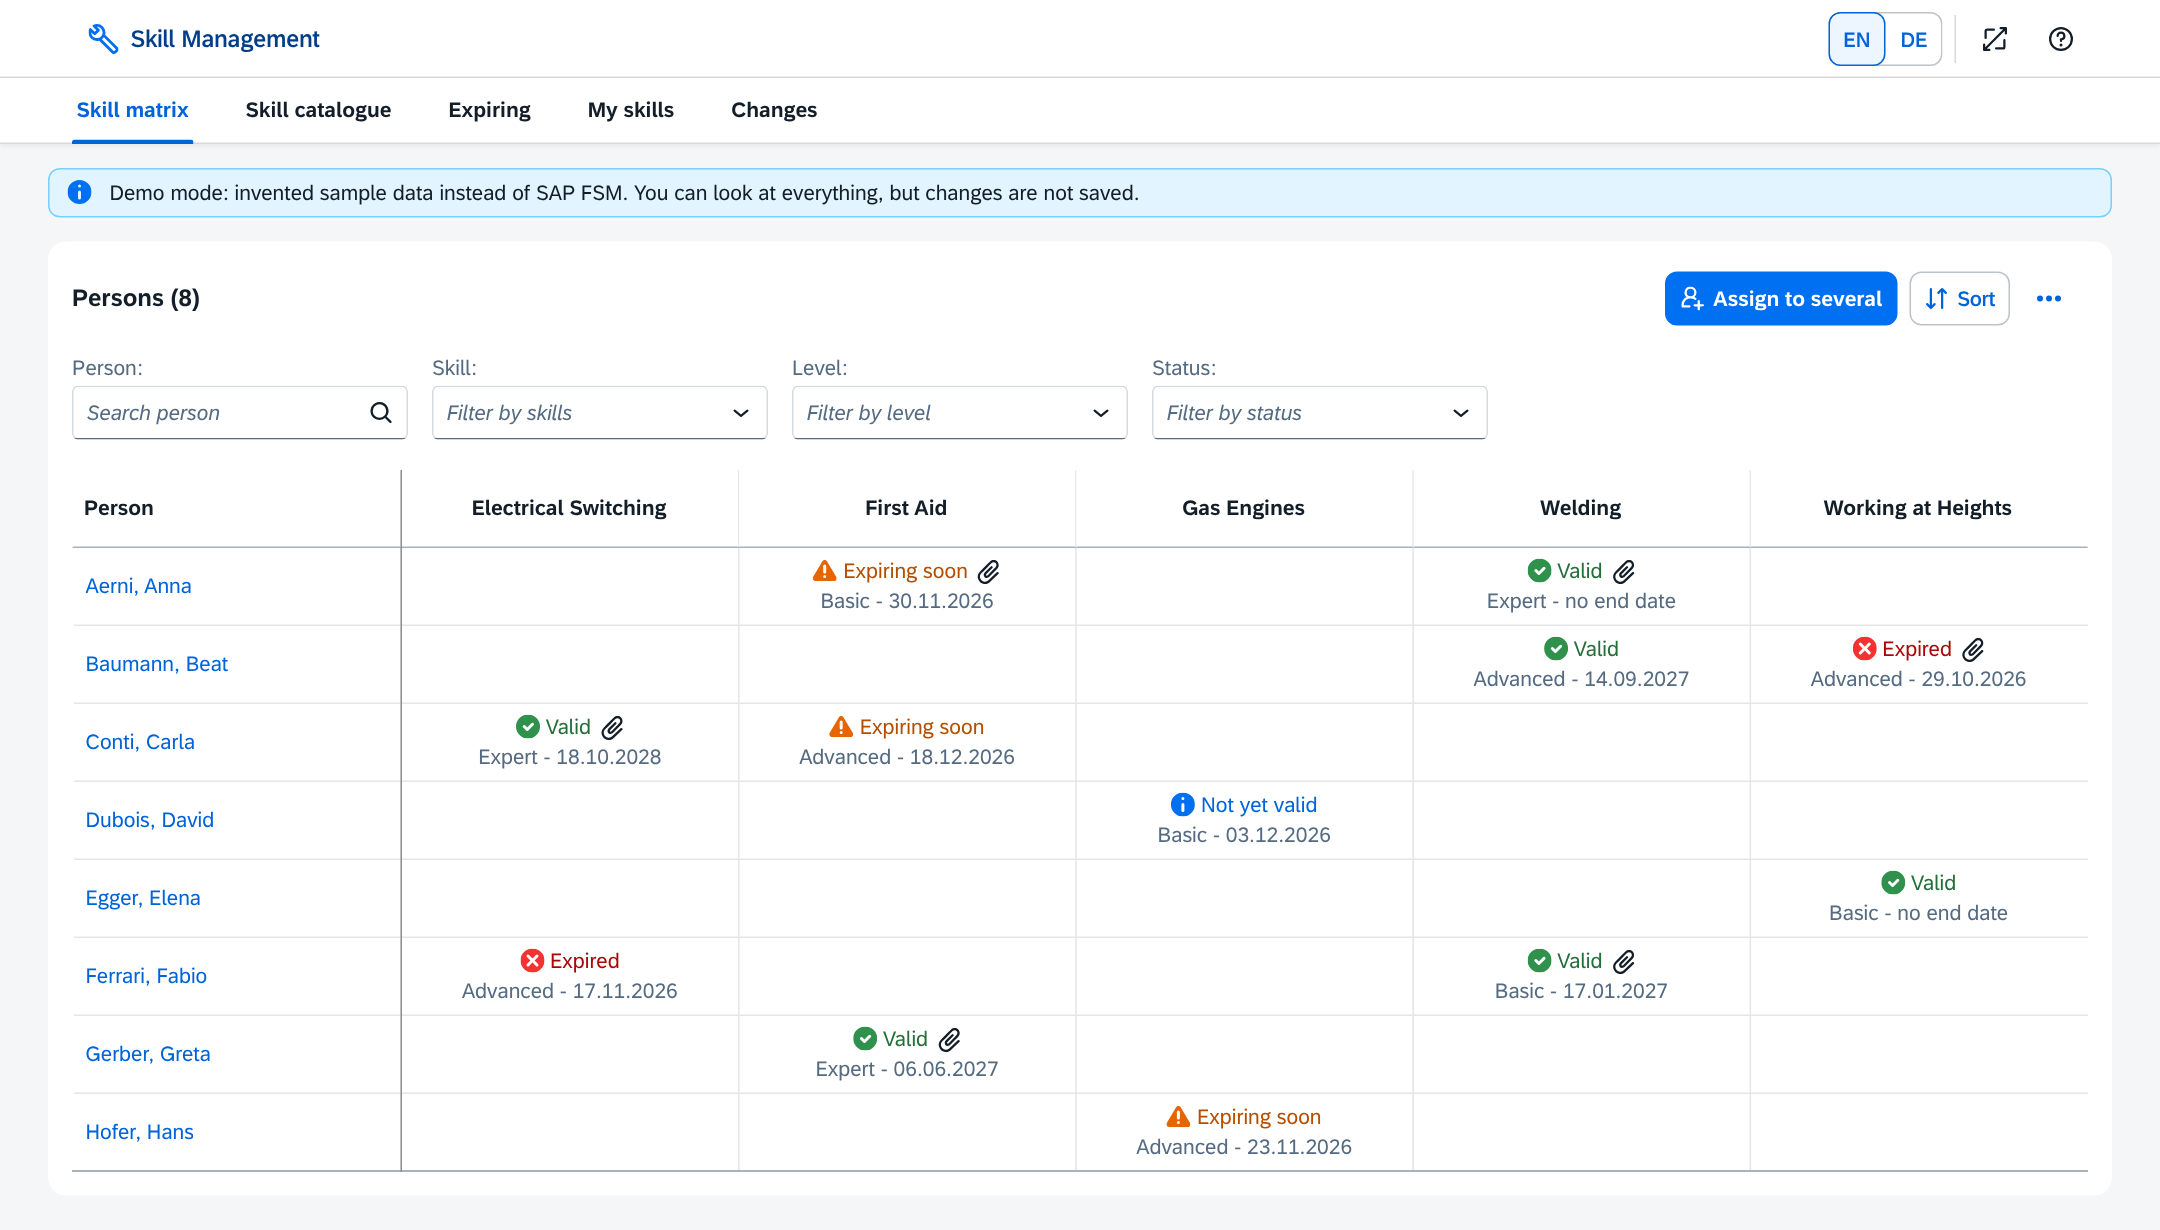 Skill Management
EN DE
Skill matrix Skill catalogue Expiring My skills Changes
Demo mode: invented sample data instead of SAP FSM. You can look at everything, but changes are not saved.
Persons (8)
Assign to several Sort
Person: Skill: Level: Status:
Search person Filter by skills Filter by level Filter by status
Person Electrical Switching First Aid Gas Engines Welding Working at Heights
Aerni, Anna
Expiring soon Valid
Basic - 30.11.2026 Expert - no end date
Baumann, Beat
Valid Expired
Advanced - 14.09.2027 Advanced - 29.10.2026
Conti, Carla
Valid Expiring soon
Expert - 18.10.2028 Advanced - 18.12.2026
Dubois, David
Not yet valid
Basic - 03.12.2026
Egger, Elena
Valid
Basic - no end date
Ferrari, Fabio
Expired Valid
Advanced - 17.11.2026 Basic - 17.01.2027
Gerber, Greta
Valid
Expert - 06.06.2027
Hofer, Hans
Expiring soon
Advanced - 23.11.2026